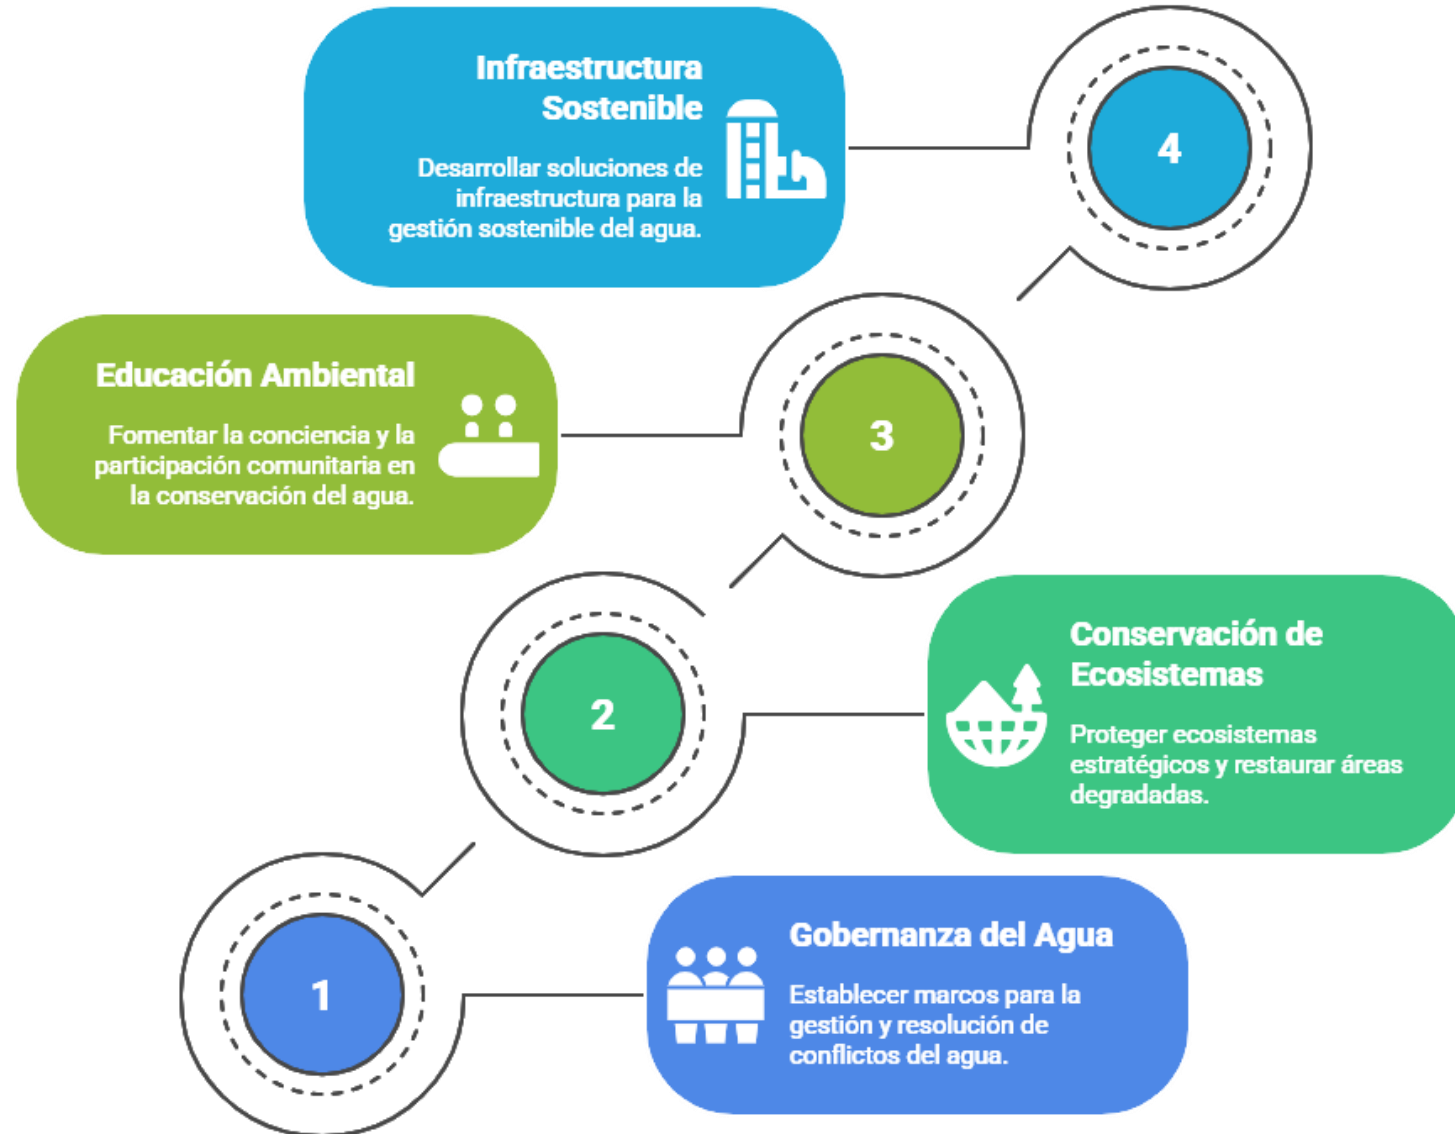 Infraestructura
Sostenible
Desarrollar soluciones de
infraestructura para la
gestión sostenible del agua.
4
Educación Ambiental
Fomentar la conciencia y la
participación comunitaria en
la conservación del agua.
3
2
Conservación de
Ecosistemas
Proteger ecosistemas
estratégicos y restaurar áreas
degradadas.
1
Gobernanza del Agua
Establecer marcos para la
gestión y resolución de
conflictos del agua.